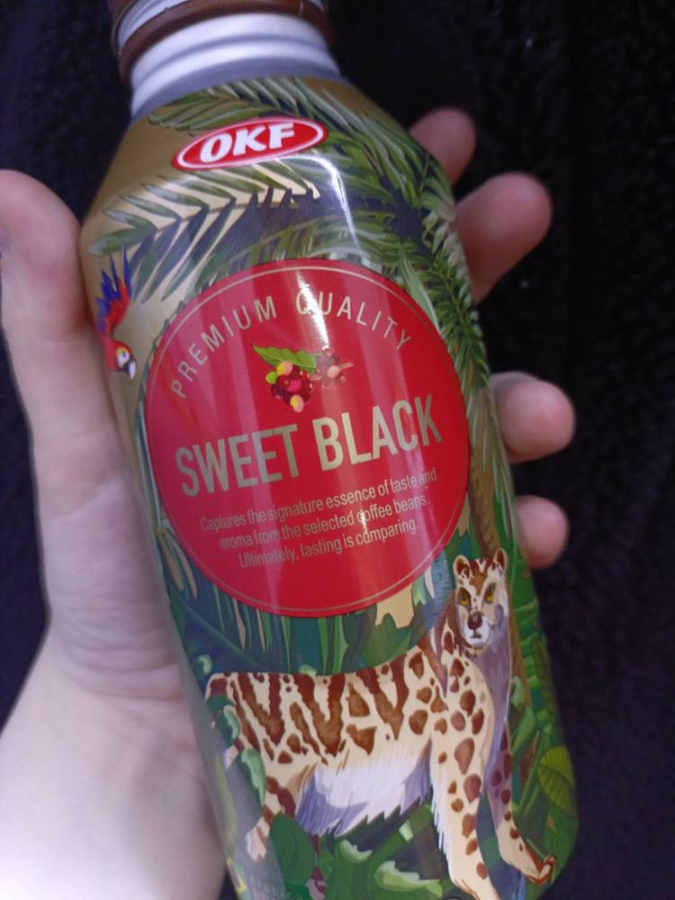 OKF
PREMIUM QUALITY
SWEET BLACK
Captures the signature essence of taste and
aroma from the selected coffee beans.
Ultimately, tasting is comparing.